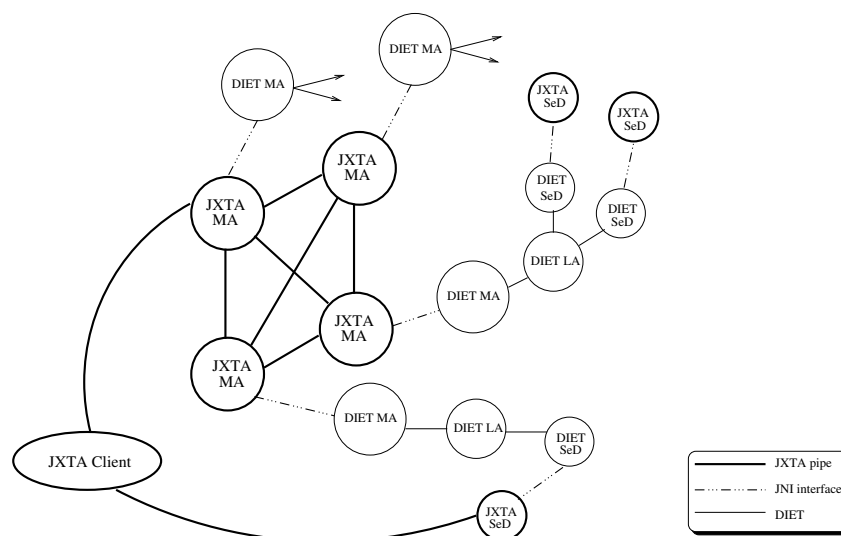 DIET MA
DIET MA
JXTA
SeD
JXTA
SeD
JXTA
MA
JXTA
MA
DIET
SeD
DIET
SeD
DIET LA
DIET MA
JXTA
MA
JXTA
MA
DIET MA
DIET LA
DIET
SeD
JXTA Client
JXTA
SeD
JXTA pipe
JNI interface
DIET